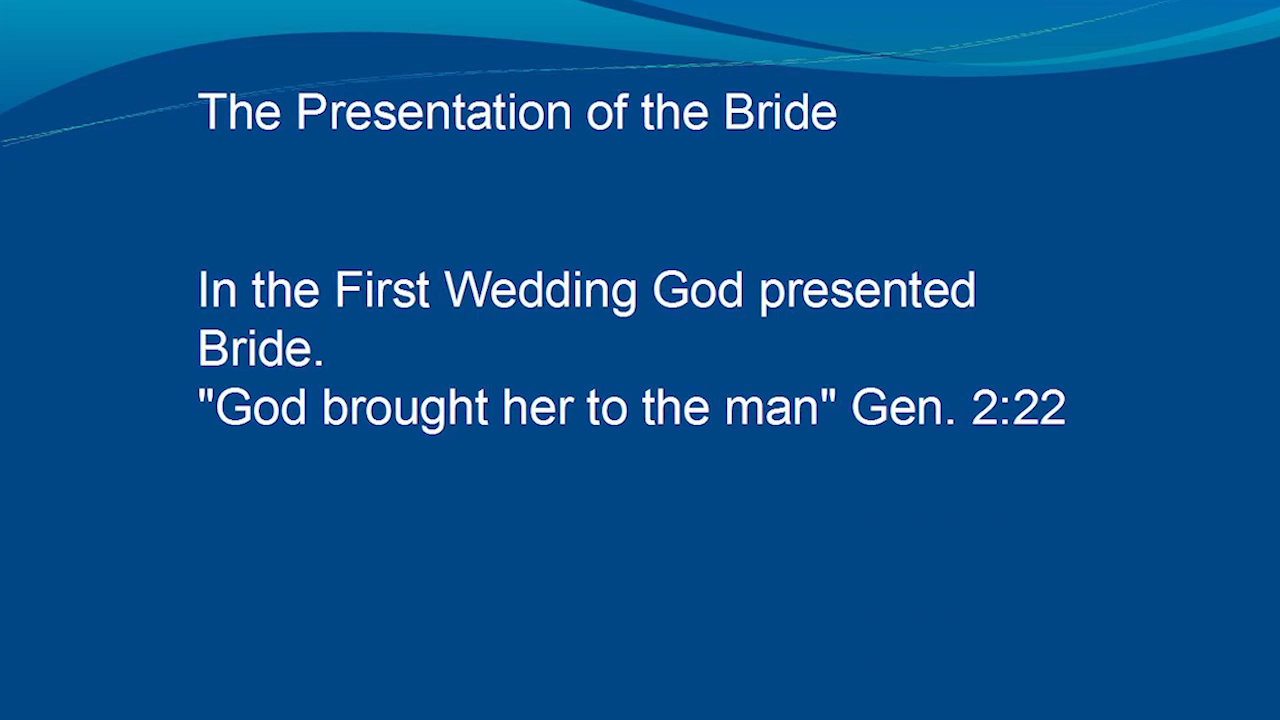 The Presentation of the Bride
In the First Wedding God presented
Bride.
"God brought her to the man" Gen. 2:22